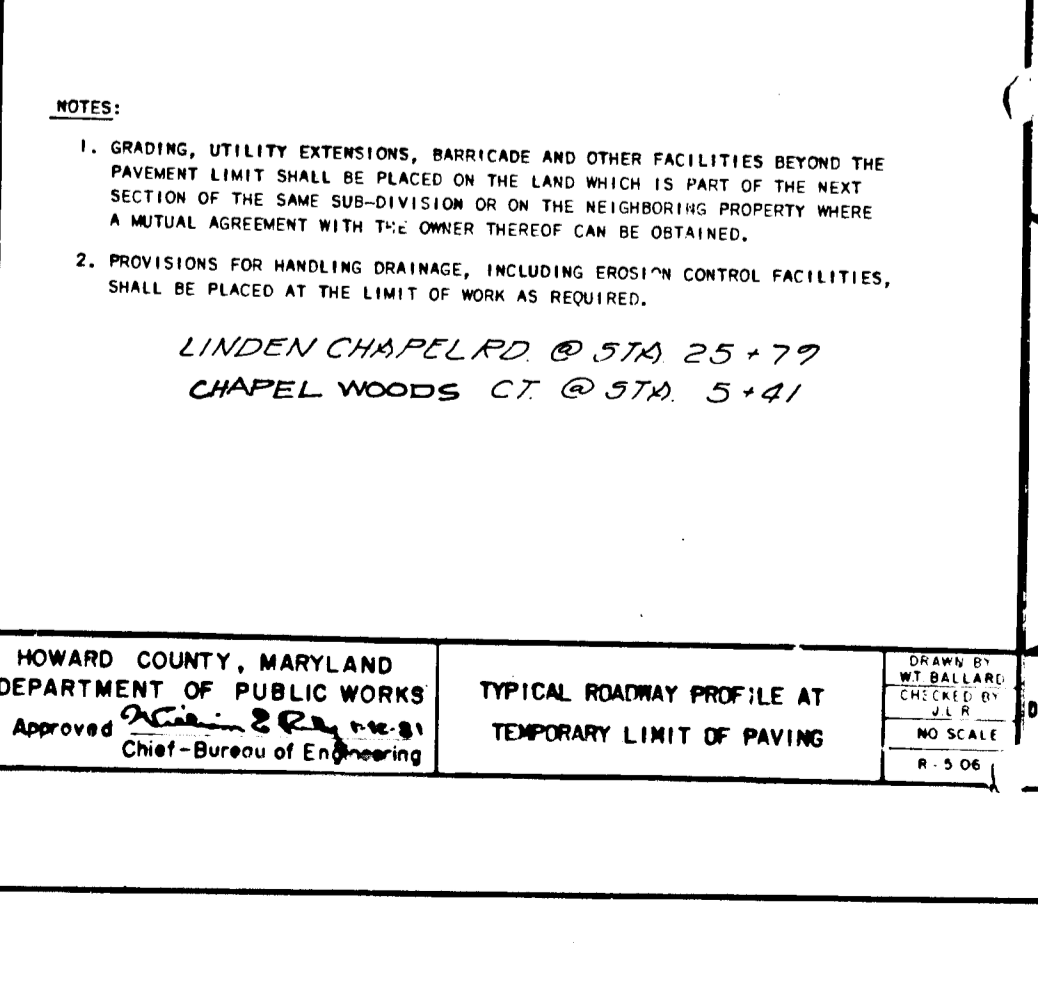 NOTES:
1. GRADING, UTILITY EXTENSIONS, BARRICADE AND OTHER FACILITIES BEYOND THE
PAVEMENT LIMIT SHALL BE PLACED ON THE LAND WHICH IS PART OF THE NEXT
SECTION OF THE SAME SUB-DIVISION OR ON THE NEIGHBORING PROPERTY WHERE
A MUTUAL AGREEMENT WITH THE OWNER THEREOF CAN BE OBTAINED.
2. PROVISIONS FOR HANDLING DRAINAGE, INCLUDING EROSION CONTROL FACILITIES,
SHALL BE PLACED AT THE LIMIT OF WORK AS REQUIRED.
LINDEN CHAPEL RD. @ STA. 25+79
CHAPEL WOODS CT. @ STA. 5+41
HOWARD COUNTY, MARYLAND
DEPARTMENT OF PUBLIC WORKS
Approved William E
Chief-Bureau of Engineering
TYPICAL ROADWAY PROFILE AT
TEMPORARY LIMIT OF PAVING
DRAWN BY
W.T. BALLARD
CHECKED BY
J.L.R
NO SCALE
R-5.06